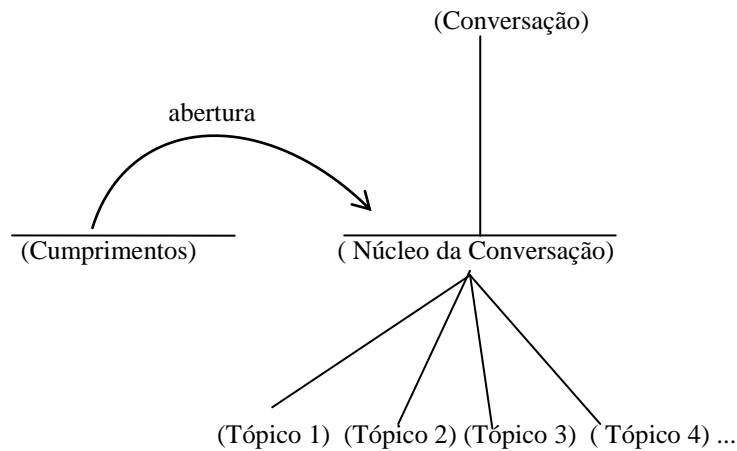 (Conversação)
abertura
(Cumprimentos) ( Núcleo da Conversação)
(Tópico 1) (Tópico 2) (Tópico 3) ( Tópico 4) ...